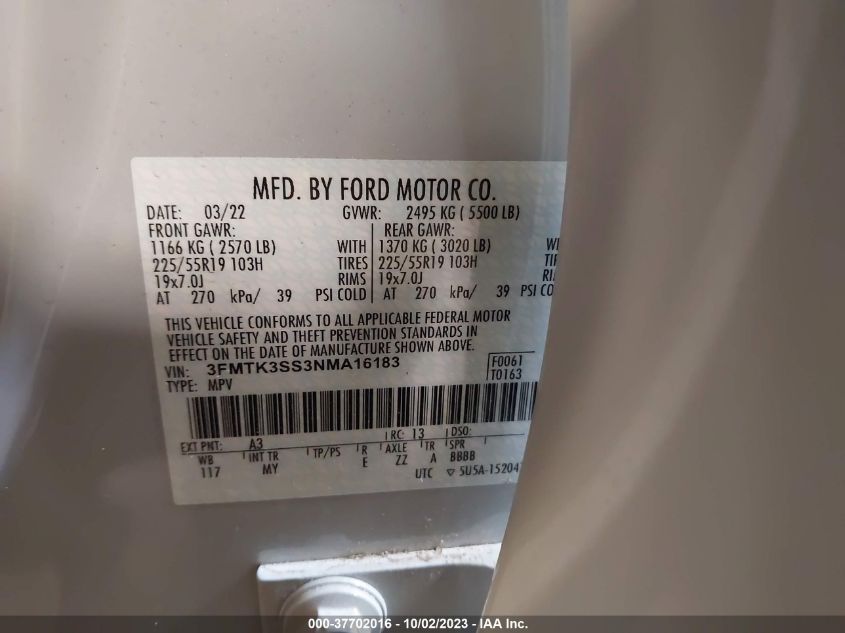 MFD. BY FORD MOTOR CO.
DATE: 03/22 GVWR: 2495 KG ( 5500 LB)
FRONT GAWR: REAR GAWR:
1166 KG ( 2570 LB) WITH 1370 KG ( 3020 LB)
225/55R19 103H TIRES 225/55R19 103H TIRE
19x7.0J RIMS 19x7.0J RIMS
AT 270 kPa/ 39 PSI COLD AT 270 kPa/ 39 PSI CO
THIS VEHICLE CONFORMS TO ALL APPLICABLE FEDERAL MOTOR
VEHICLE SAFETY AND THEFT PREVENTION STANDARDS IN
EFFECT ON THE DATE OF MANUFACTURE SHOWN ABOVE.
VIN: 3FMTK3SS3NMA16183 F0061
TYPE: MPV T0163
EXT PNT: A3 RC: 13 DSO:
WB INT TR TP/PS R AXLE TR SPR
117 MY E ZZ A BBBB
UTC ▽ 5U5A-15204
000-37702016 - 10/02/2023 - IAA Inc.